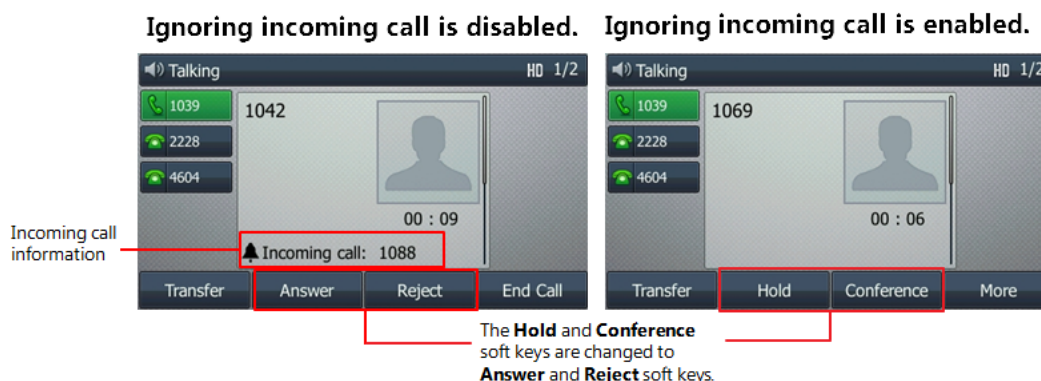 Ignoring incoming call is disabled.
Talking HD 1/2
1039
1042
2228
4604
00 : 09
Incoming call: 1088
Transfer Answer Reject End Call
Incoming call
information
Ignoring incoming call is enabled.
Talking HD 1/2
1039
1069
2228
4604
00 : 06
Transfer Hold Conference More
The Hold and Conference
soft keys are changed to
Answer and Reject soft keys.